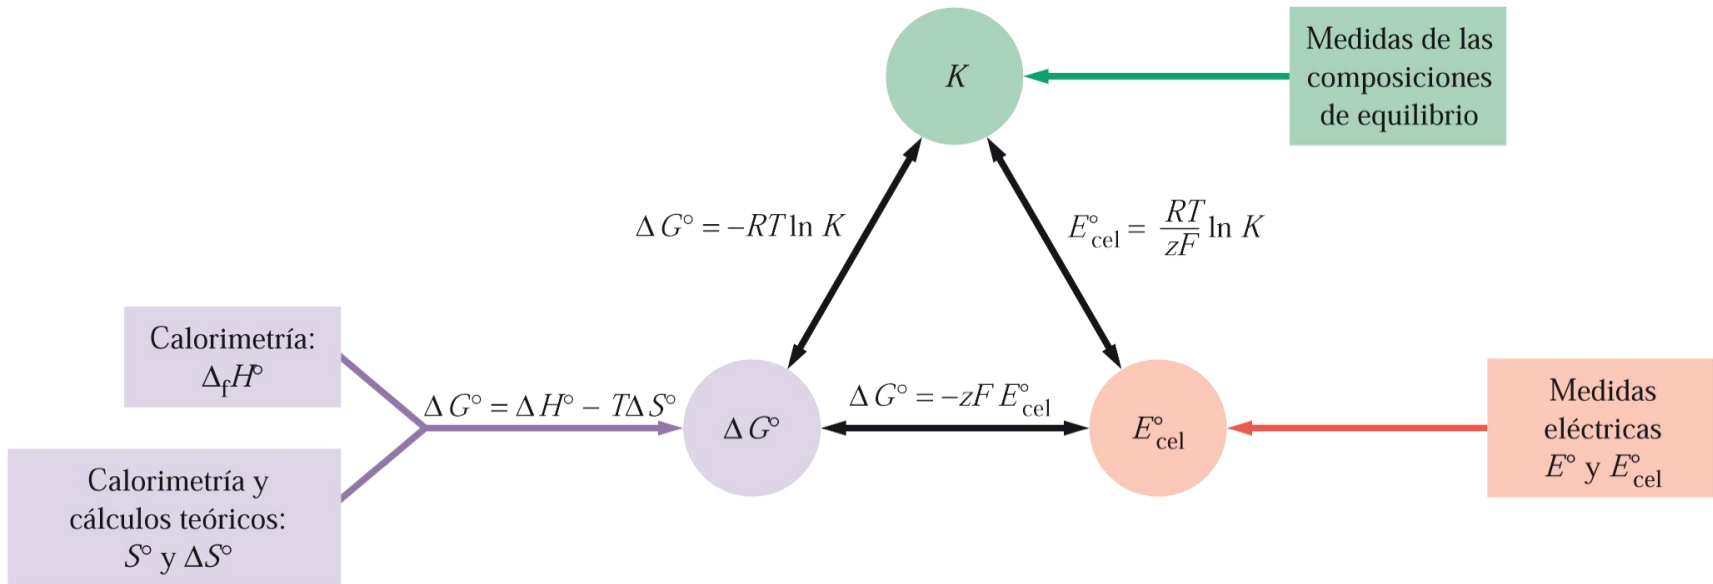 K
Medidas de las
composiciones
de equilibrio
ΔG° = –RT ln K
E°cel = RT/zF ln K
Calorimetría:
ΔfH°
ΔG° = ΔH° – TΔS°
Calorimetría y
cálculos teóricos:
S° y ΔS°
ΔG°
ΔG° = –zF E°cel
E°cel
Medidas
eléctricas
E° y E°cel